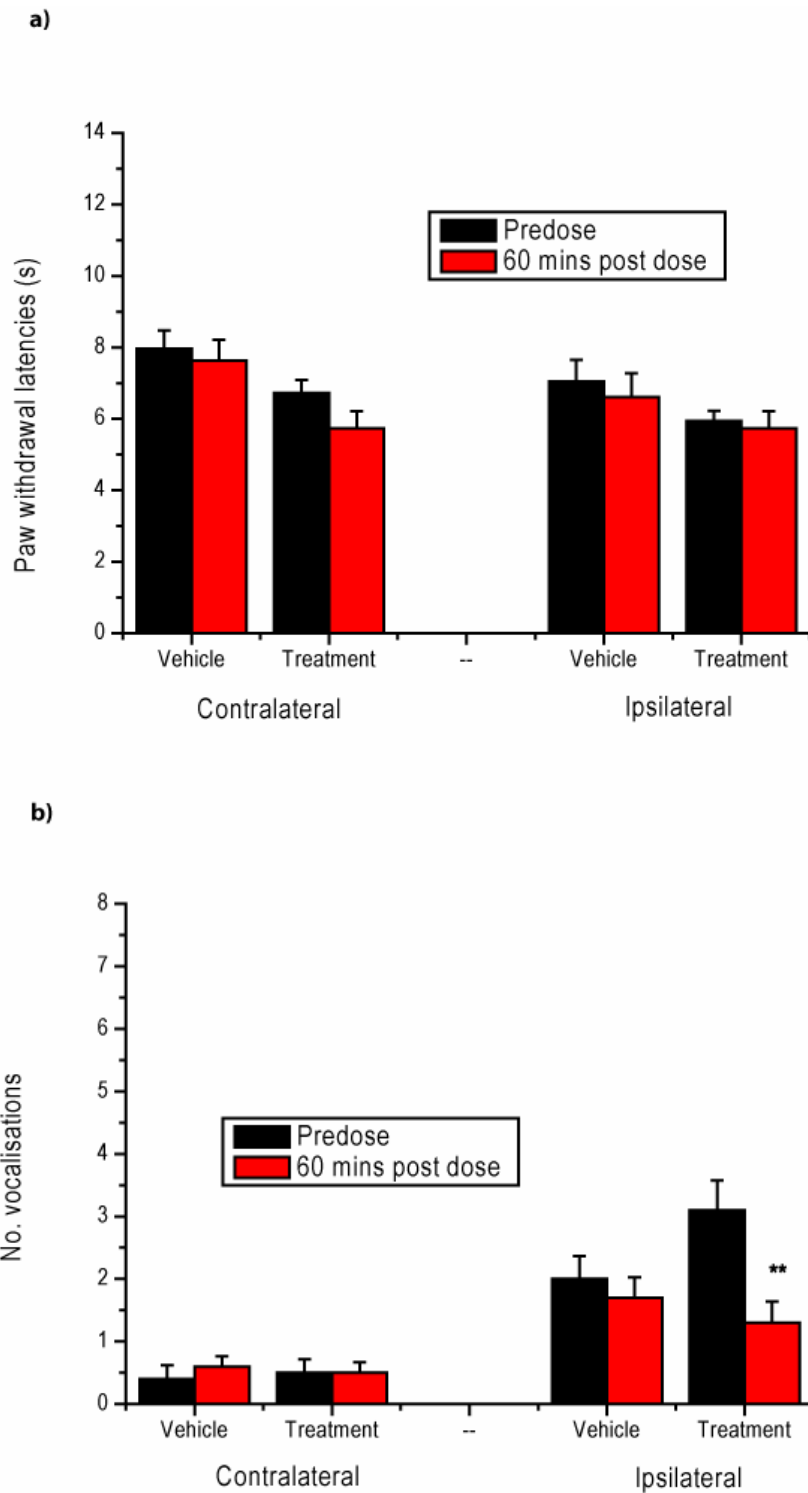 a)
14
12
10
8
6
4
2
0
Paw withdrawal latencies (s)
Predose
60 mins post dose
Vehicle Treatment -- Vehicle Treatment
Contralateral Ipsilateral
b)
8
7
6
5
4
3
2
1
0
No. vocalisations
Predose
60 mins post dose
**
Vehicle Treatment -- Vehicle Treatment
Contralateral Ipsilateral